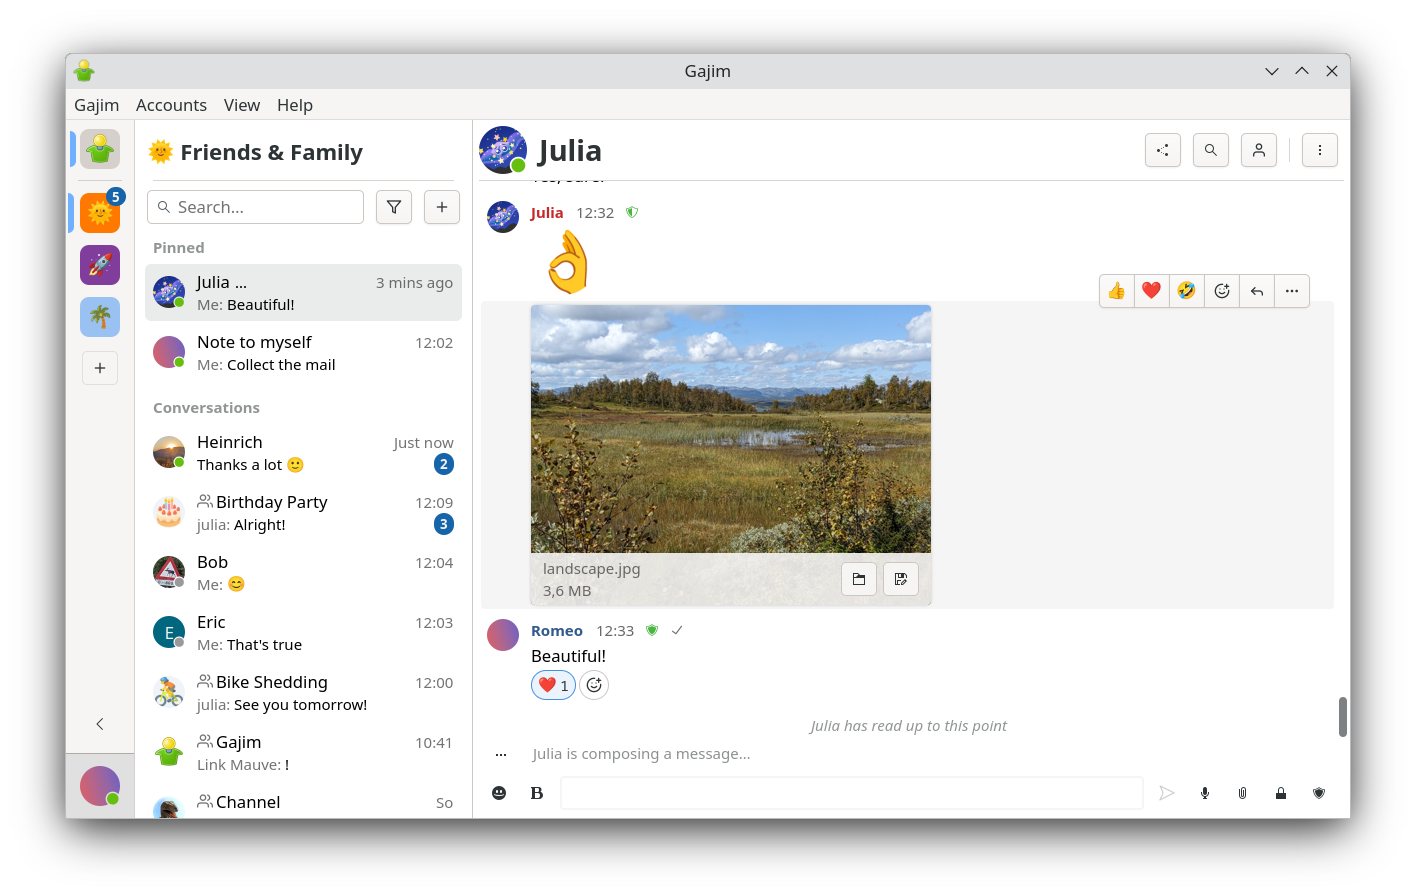 Gajim
Gajim Accounts View Help
5
🌞 Friends & Family
Search...
Pinned
Julia ... 3 mins ago
Me: Beautiful!
Note to myself 12:02
Me: Collect the mail
Conversations
Heinrich Just now
Thanks a lot 🙂 2
Birthday Party 12:09
julia: Alright! 3
Bob 12:04
Me: 😊
E
Eric 12:03
Me: That's true
Bike Shedding 12:00
julia: See you tomorrow!
Gajim 10:41
Link Mauve: !
Channel So
Julia
Julia 12:32
👌
landscape.jpg
3,6 MB
Romeo 12:33
Beautiful!
❤️ 1
Julia has read up to this point
Julia is composing a message...
B